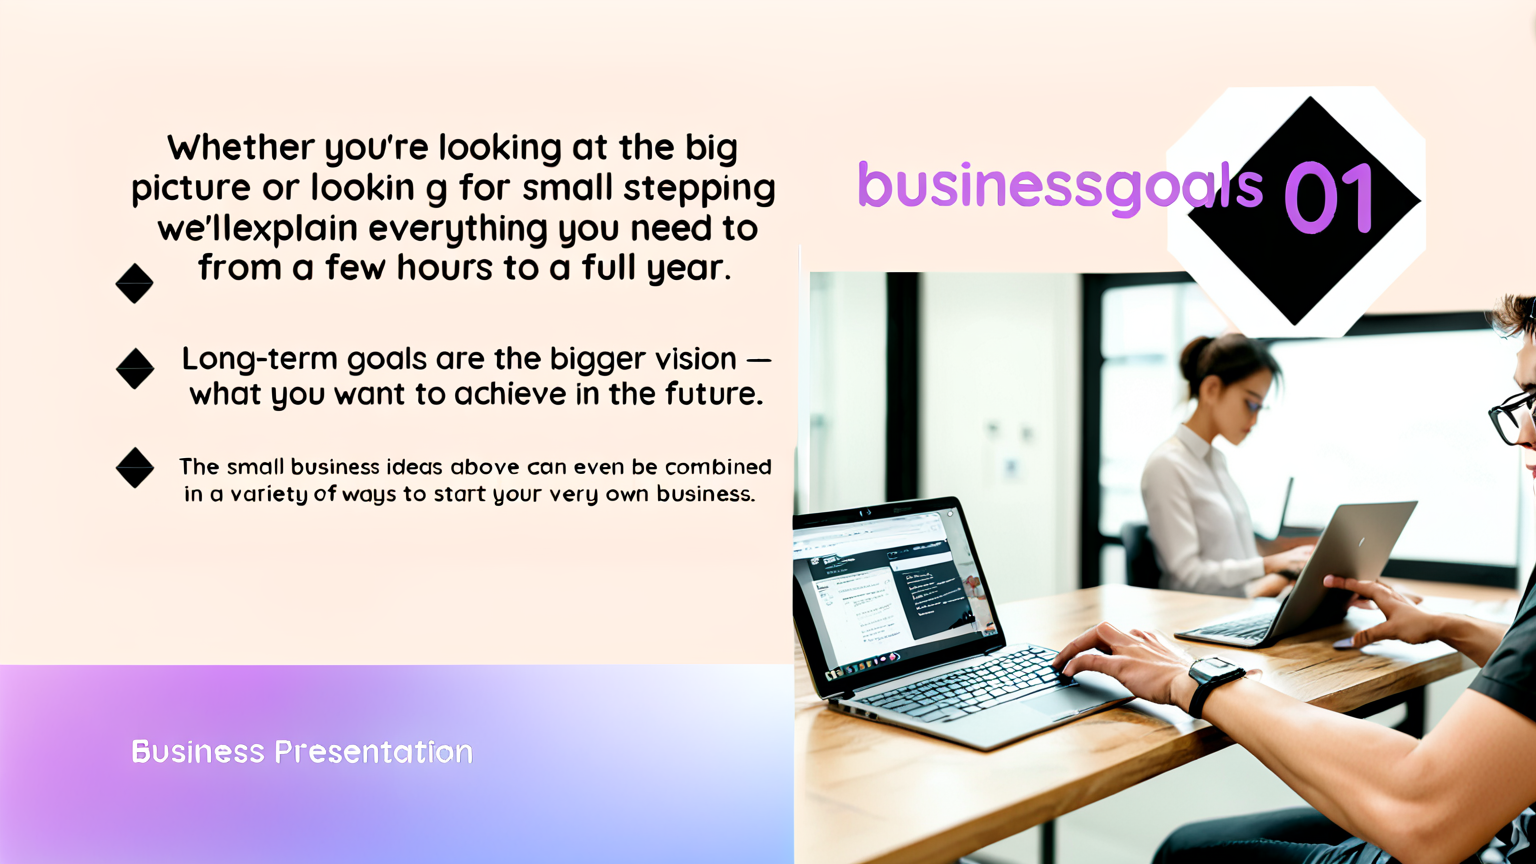 Whether you're looking at the big
picture or lookin g for small stepping
we'llexplain everything you need to
from a few hours to a full year.
Long-term goals are the bigger vision —
what you want to achieve in the future.
The small business ideas above can even be combined
in a variety of ways to start your very own business.
Business Presentation
businessgoals 01